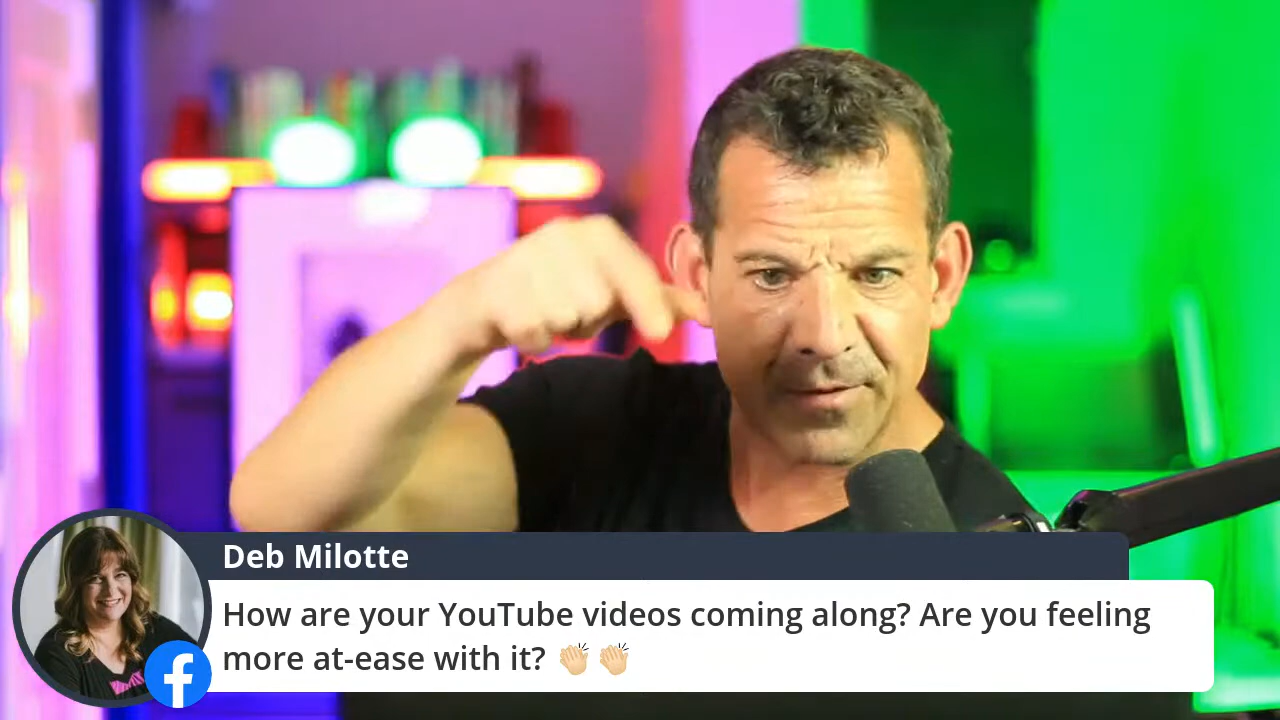 Deb Milotte
How are your YouTube videos coming along? Are you feeling
more at-ease with it? 👏🏼 👏🏼